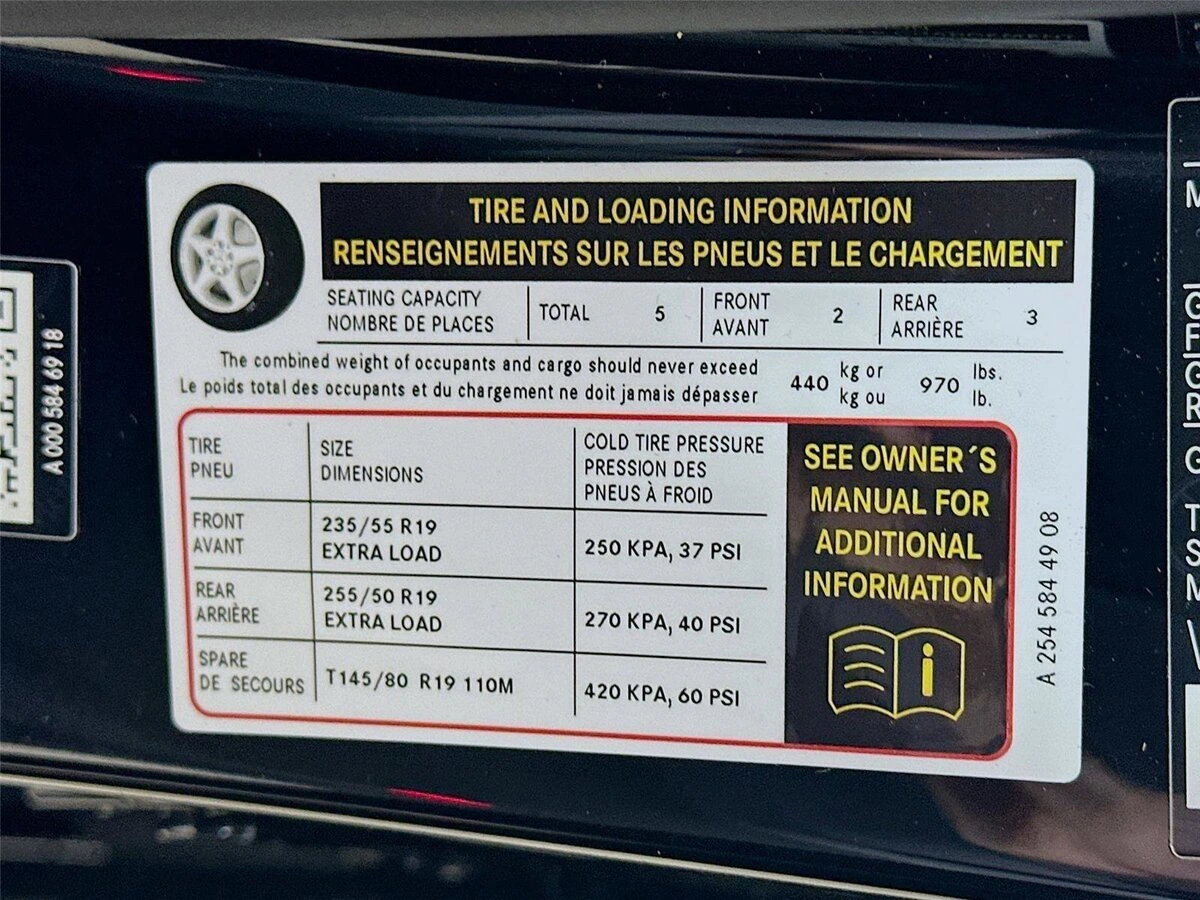 TIRE AND LOADING INFORMATION
RENSEIGNEMENTS SUR LES PNEUS ET LE CHARGEMENT
SEATING CAPACITY
NOMBRE DE PLACES
TOTAL 5
FRONT
AVANT
2
REAR
ARRIÈRE
3
The combined weight of occupants and cargo should never exceed
Le poids total des occupants et du chargement ne doit jamais dépasser
440
kg or
kg ou
970
lbs.
lb.
TIRE
PNEU
SIZE
DIMENSIONS
COLD TIRE PRESSURE
PRESSION DES
PNEUS À FROID
FRONT
AVANT
235/55 R19
EXTRA LOAD
250 KPA, 37 PSI
REAR
ARRIÈRE
255/50 R19
EXTRA LOAD
270 KPA, 40 PSI
SPARE
DE SECOURS
T145/80 R19 110M
420 KPA, 60 PSI
SEE OWNER´S
MANUAL FOR
ADDITIONAL
INFORMATION
i
A 254 584 49 08
A 000 584 69 18